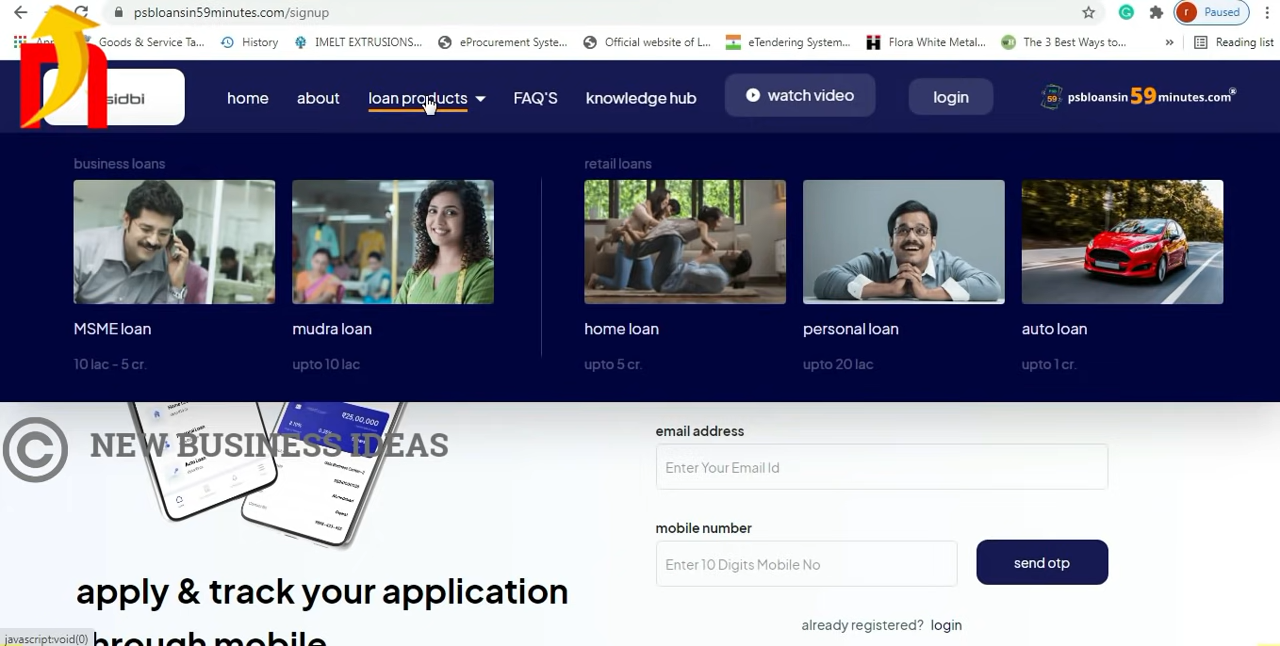 psbloansin59minutes.com/signup
Paused
Goods & Service Ta...
History
IMELT EXTRUSIONS...
eProcurement Syste...
Official website of L...
eTendering System...
Flora White Metal...
The 3 Best Ways to...
Reading list
sidbi
home
about
loan products
FAQ'S
knowledge hub
watch video
login
psbloansin59minutes.com
business loans
retail loans
MSME loan
mudra loan
home loan
personal loan
auto loan
10 lac - 5 cr.
upto 10 lac
upto 5 cr.
upto 20 lac
upto 1 cr.
₹25,00,000
© NEW BUSINESS IDEAS
email address
Enter Your Email Id
mobile number
Enter 10 Digits Mobile No
send otp
apply & track your application
through mobile
already registered? login
javascript:void(0)